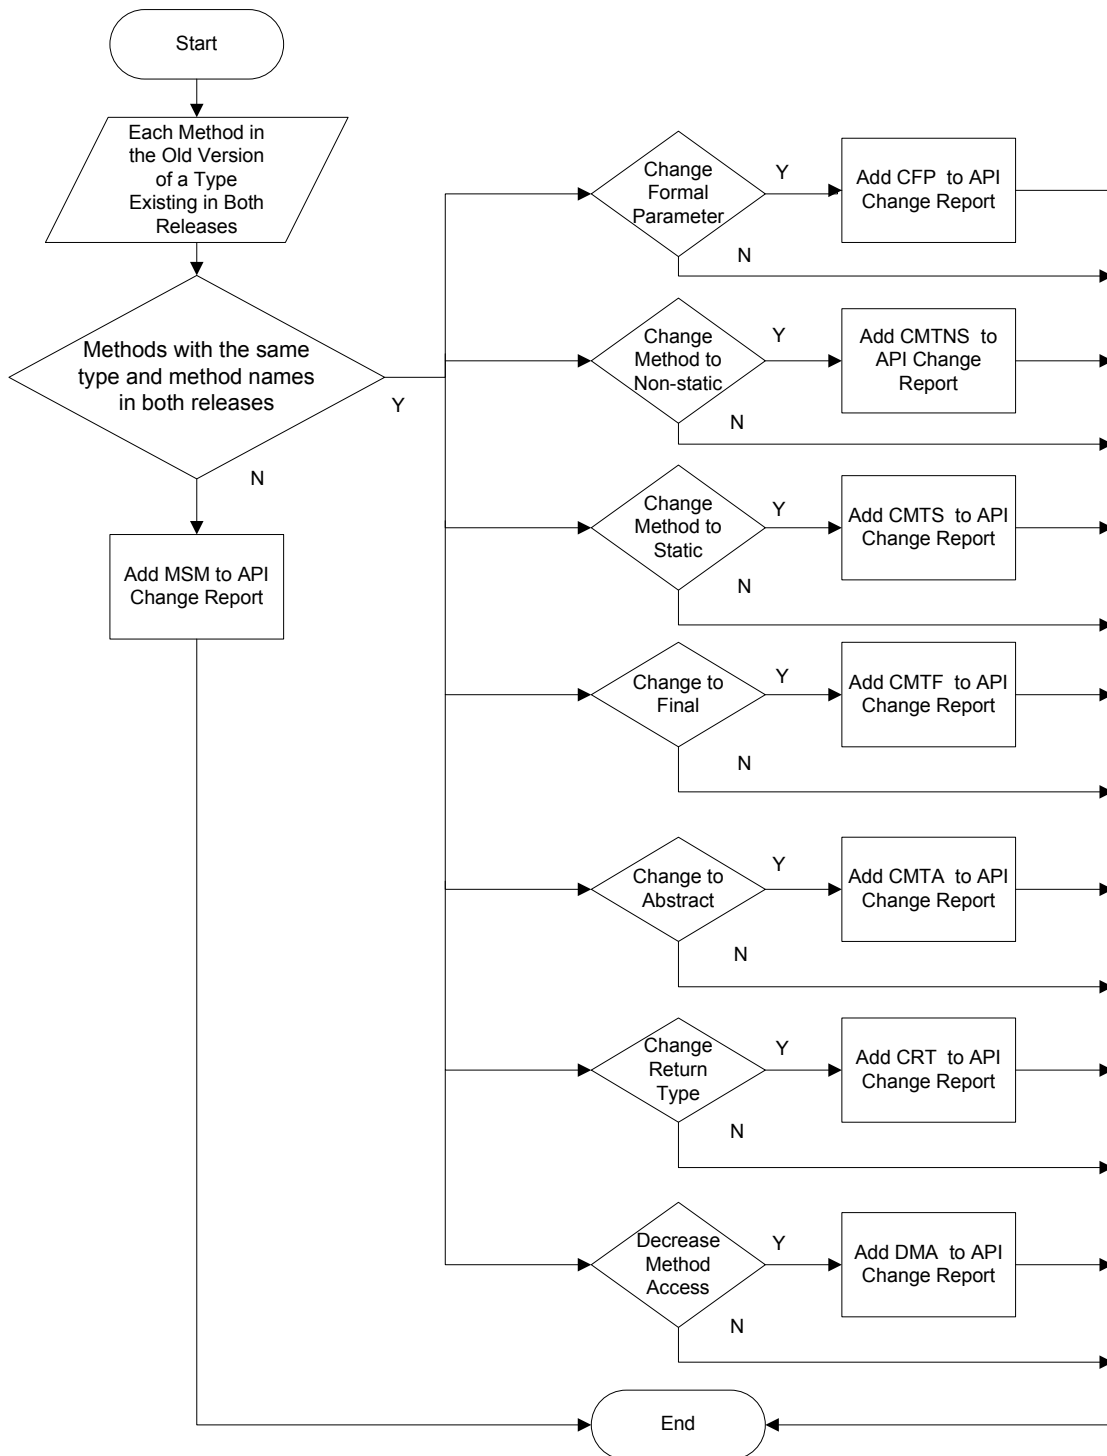 Start
Each Method in
the Old Version
of a Type
Existing in Both
Releases
Methods with the same
type and method names
in both releases
Y
N
Add MSM to API
Change Report
Change
Formal
Parameter
Y
N
Add CFP to API
Change Report
Change
Method to
Non-static
Y
N
Add CMTNS to
API Change
Report
Change
Method to
Static
Y
N
Add CMTS to API
Change Report
Change to
Final
Y
N
Add CMTF to API
Change Report
Change to
Abstract
Y
N
Add CMTA to API
Change Report
Change
Return
Type
Y
N
Add CRT to API
Change Report
Decrease
Method
Access
Y
N
Add DMA to API
Change Report
End